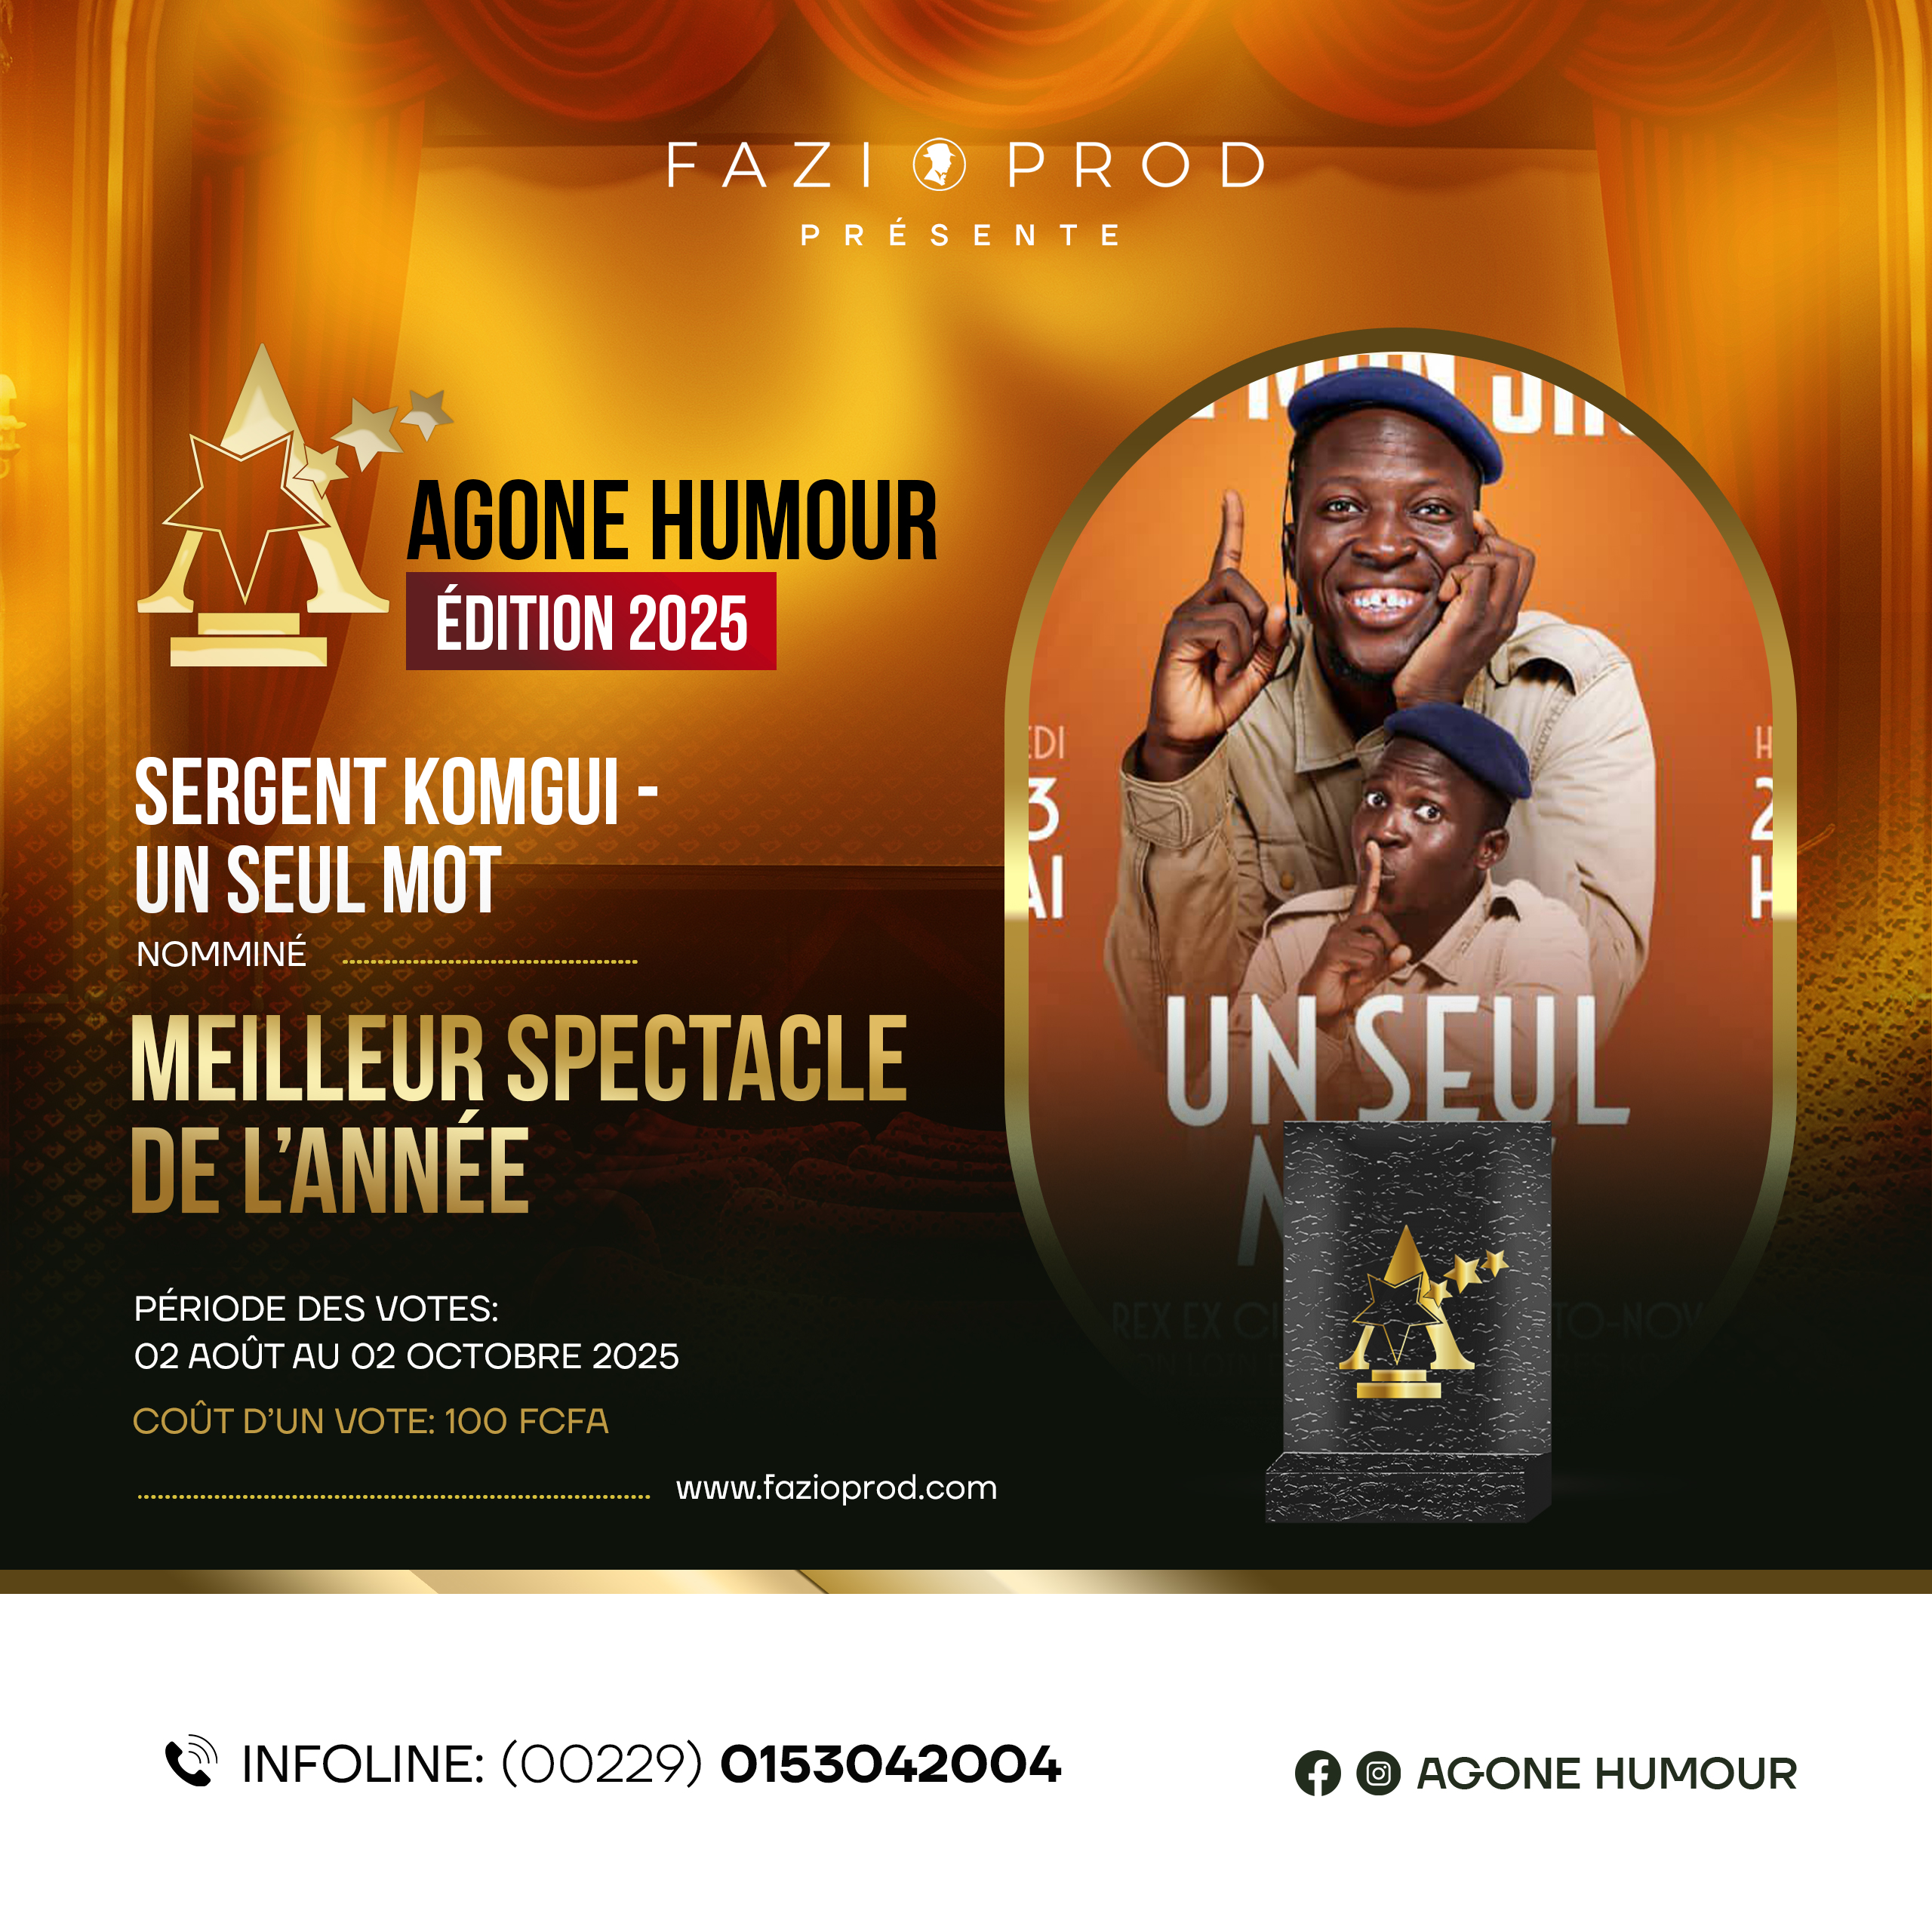 FAZIO PROD
PRÉSENTE
AGONE HUMOUR
ÉDITION 2025
SERGENT KOMGUI -
UN SEUL MOT
NOMMINÉ
MEILLEUR SPECTACLE
DE L'ANNÉE
PÉRIODE DES VOTES:
02 AOÛT AU 02 OCTOBRE 2025
COÛT D'UN VOTE: 100 FCFA
www.fazioprod.com
UN SEUL
INFOLINE: (00229) 0153042004
AGONE HUMOUR